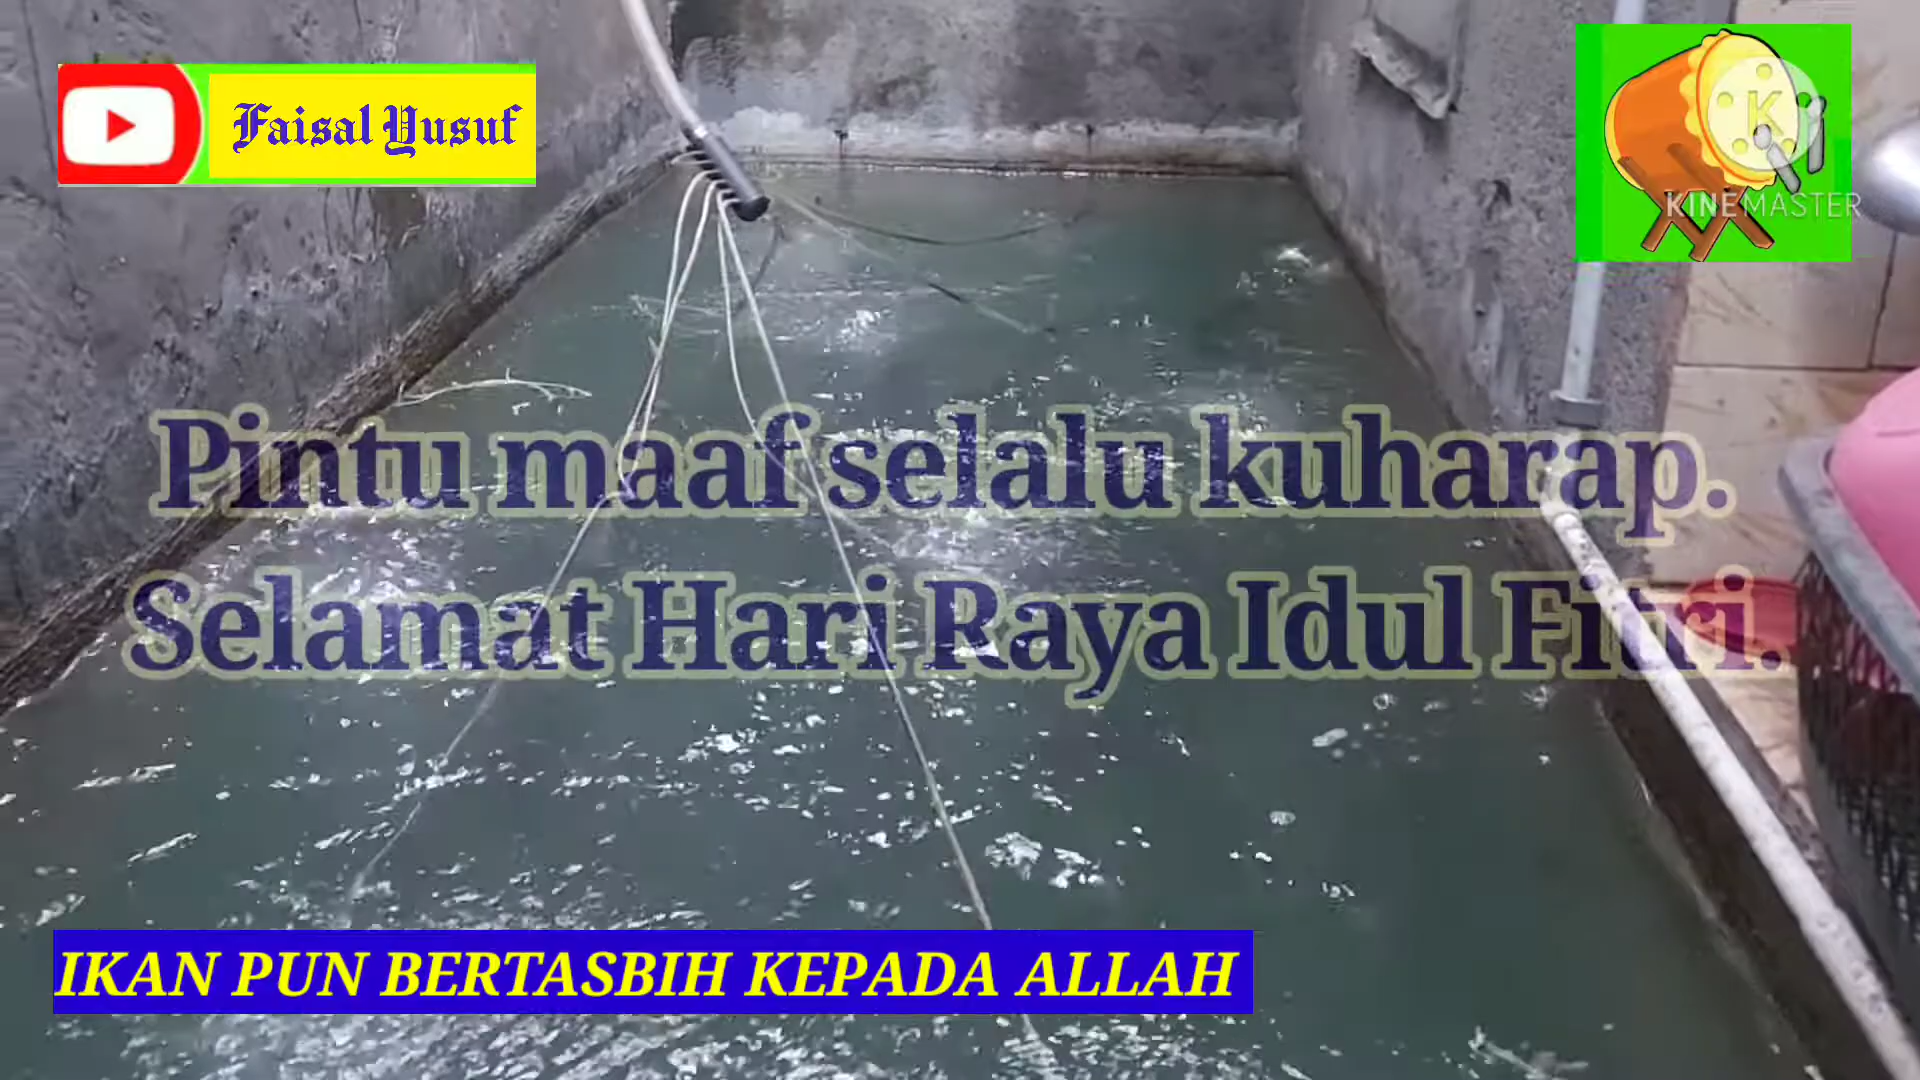 Faisal Yusuf
KINEMASTER
Pintu maaf selalu kuharap.
Selamat Hari Raya Idul Fitri.
IKAN PUN BERTASBIH KEPADA ALLAH